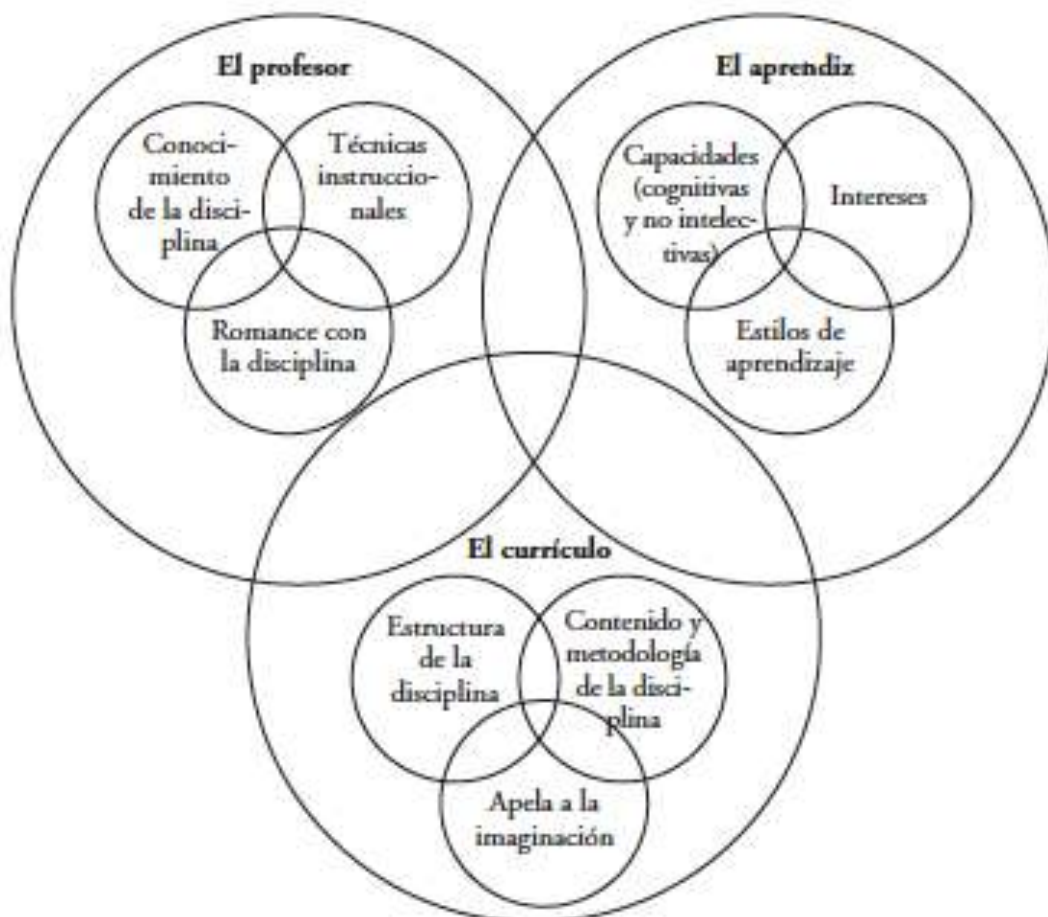 El profesor
Conoci-
miento
de la disci-
plina
Técnicas
instruccio-
nales
Romance con
la disciplina
El aprendiz
Capacidades
(cognitivas
y no intelec-
tivas)
Intereses
Estilos de
aprendizaje
El currículo
Estructura
de la
disciplina
Contenido y
metodología
de la disci-
plina
Apela a la
imaginación